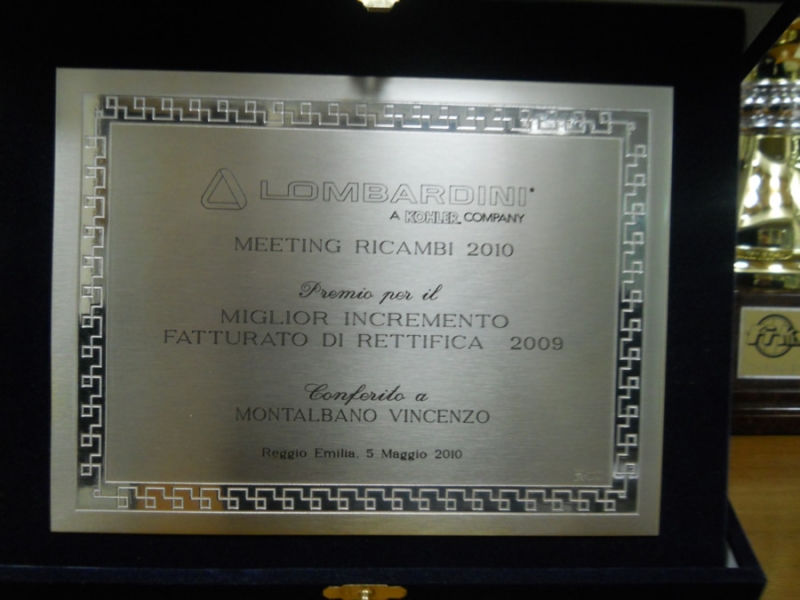 LOMBARDINI
A KOHLER COMPANY
MEETING RICAMBI 2010
Premio per il
MIGLIOR INCREMENTO
FATTURATO DI RETTIFICA 2009
Conferito a
MONTALBANO VINCENZO
Reggio Emilia, 5 Maggio 2010